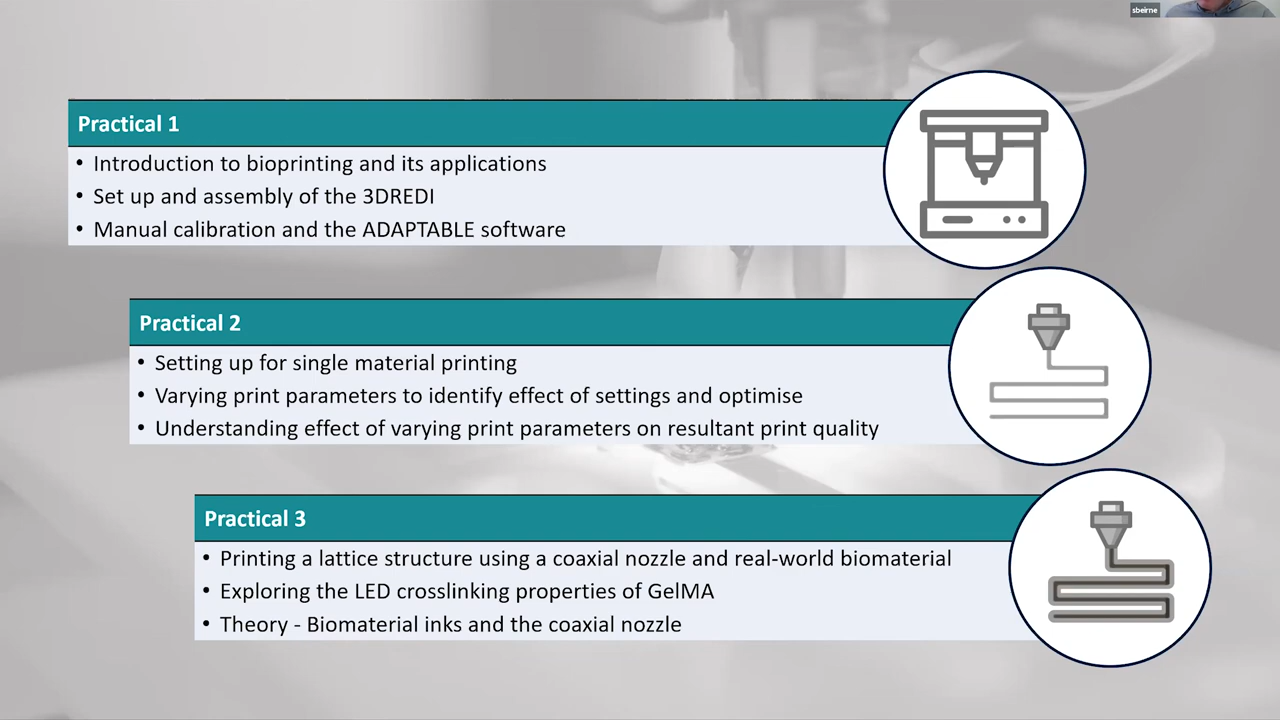 sbeirne
Practical 1
• Introduction to bioprinting and its applications
• Set up and assembly of the 3DREDI
• Manual calibration and the ADAPTABLE software
Practical 2
• Setting up for single material printing
• Varying print parameters to identify effect of settings and optimise
• Understanding effect of varying print parameters on resultant print quality
Practical 3
• Printing a lattice structure using a coaxial nozzle and real-world biomaterial
• Exploring the LED crosslinking properties of GelMA
• Theory - Biomaterial inks and the coaxial nozzle